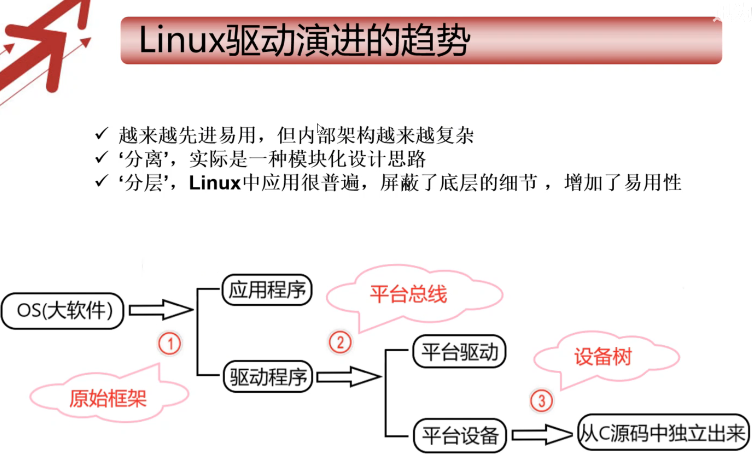 Linux驱动演进的趋势
✓ 越来越先进易用，但内部架构越来越复杂
✓ ‘分离’，实际是一种模块化设计思路
✓ ‘分层’，Linux中应用很普遍，屏蔽了底层的细节，增加了易用性
OS(大软件)
①
原始框架
应用程序
驱动程序
②
平台总线
平台驱动
平台设备
③
设备树
从C源码中独立出来